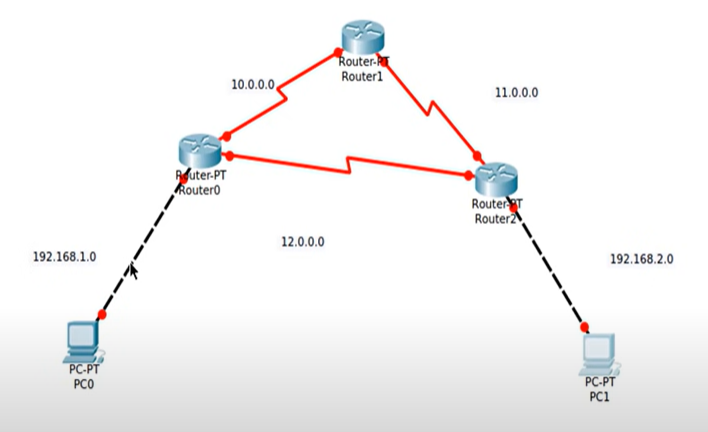 Router-PT
Router1
10.0.0.0
11.0.0.0
Router-PT
Router0
Router-PT
Router2
12.0.0.0
192.168.1.0
192.168.2.0
PC-PT
PC0
PC-PT
PC1